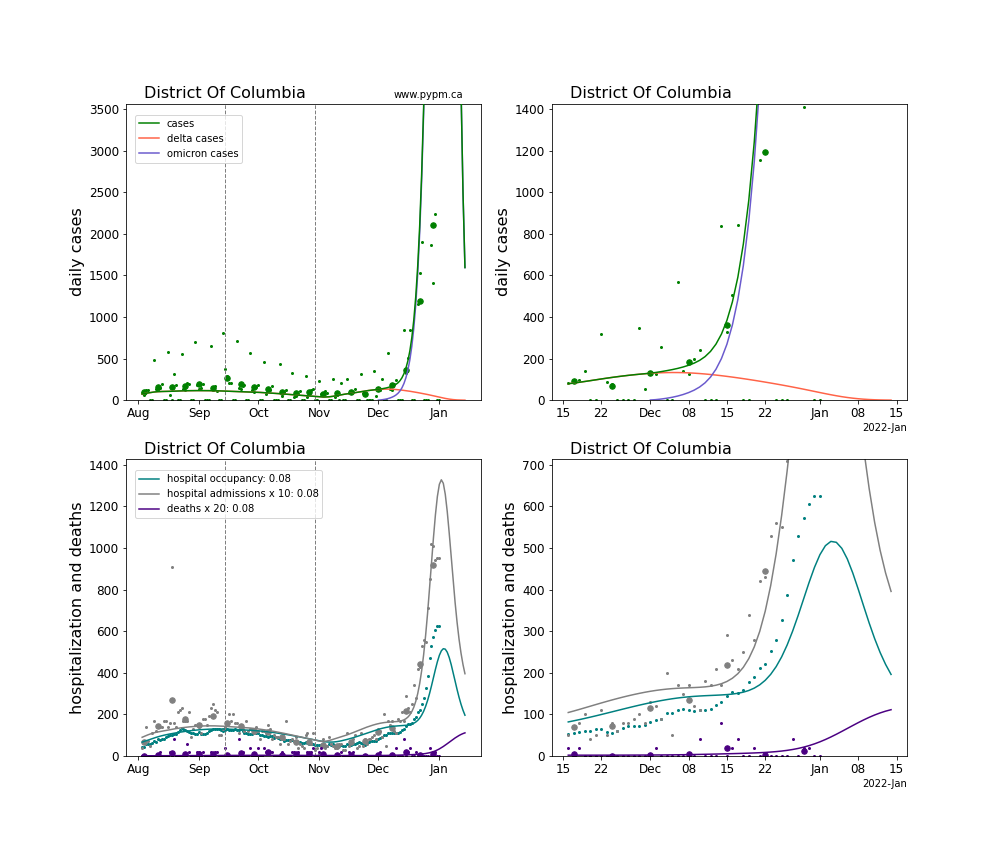 District Of Columbia
www.pypm.ca
daily cases
3500
3000
2500
2000
1500
1000
500
0
cases
delta cases
omicron cases
Aug Sep Oct Nov Dec Jan
District Of Columbia
daily cases
1400
1200
1000
800
600
400
200
0
15 22 Dec 08 15 22 Jan 08 15
2022-Jan
District Of Columbia
hospitalization and deaths
1400
1200
1000
800
600
400
200
0
hospital occupancy: 0.08
hospital admissions x 10: 0.08
deaths x 20: 0.08
Aug Sep Oct Nov Dec Jan
District Of Columbia
hospitalization and deaths
700
600
500
400
300
200
100
0
15 22 Dec 08 15 22 Jan 08 15
2022-Jan